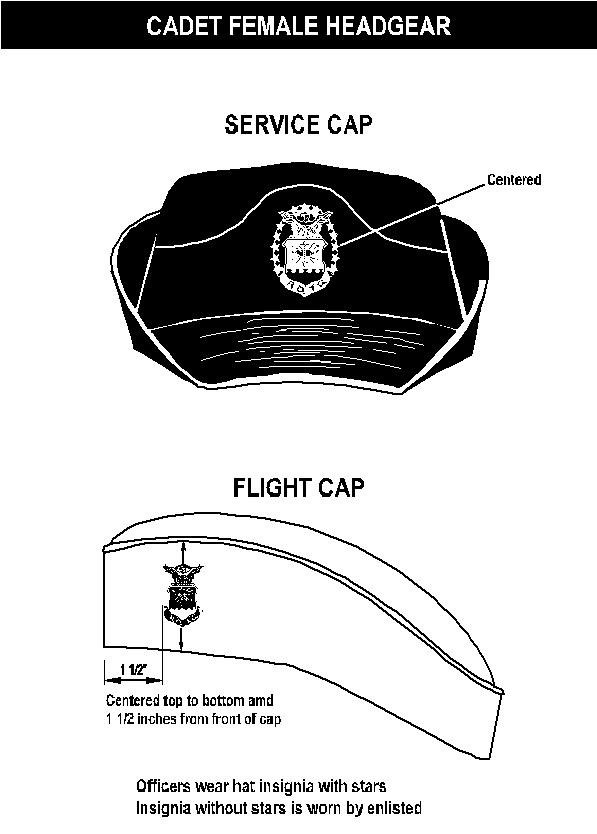 CADET FEMALE HEADGEAR
SERVICE CAP
Centered
FLIGHT CAP
1 1/2"
Centered top to bottom amd
1 1/2 inches from front of cap
Officers wear hat insignia with stars
Insignia without stars is worn by enlisted